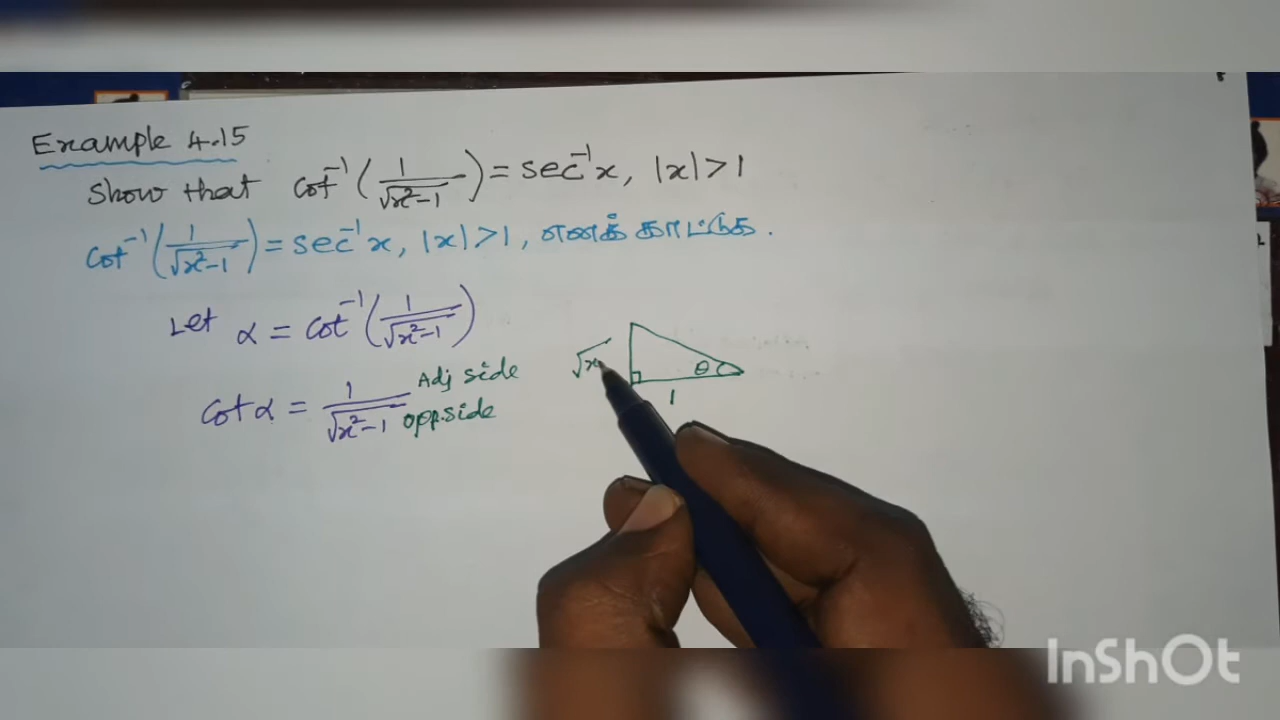 Example 4.15
Show that cot⁻¹(1/√x²-1) = sec⁻¹x, |x|>1
cot⁻¹(1/√x²-1) = sec⁻¹x, |x|>1, எனக் காட்டுக.
Let α = cot⁻¹(1/√x²-1)
cotα = 1/√x²-1 Adj side opp.side
√x
θ
1
InShOt